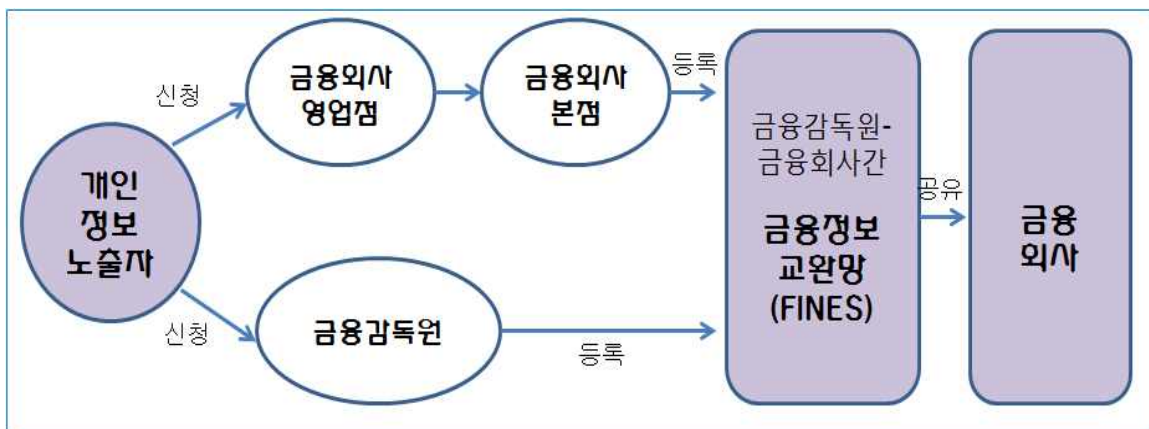 신청
금융회사
영업점
금융회사
본점
등록
개인
정보
노출자
신청
금융감독원
등록
금융감독원-
금융회사간
금융정보
교환망
(FINES)
공유
금융
회사